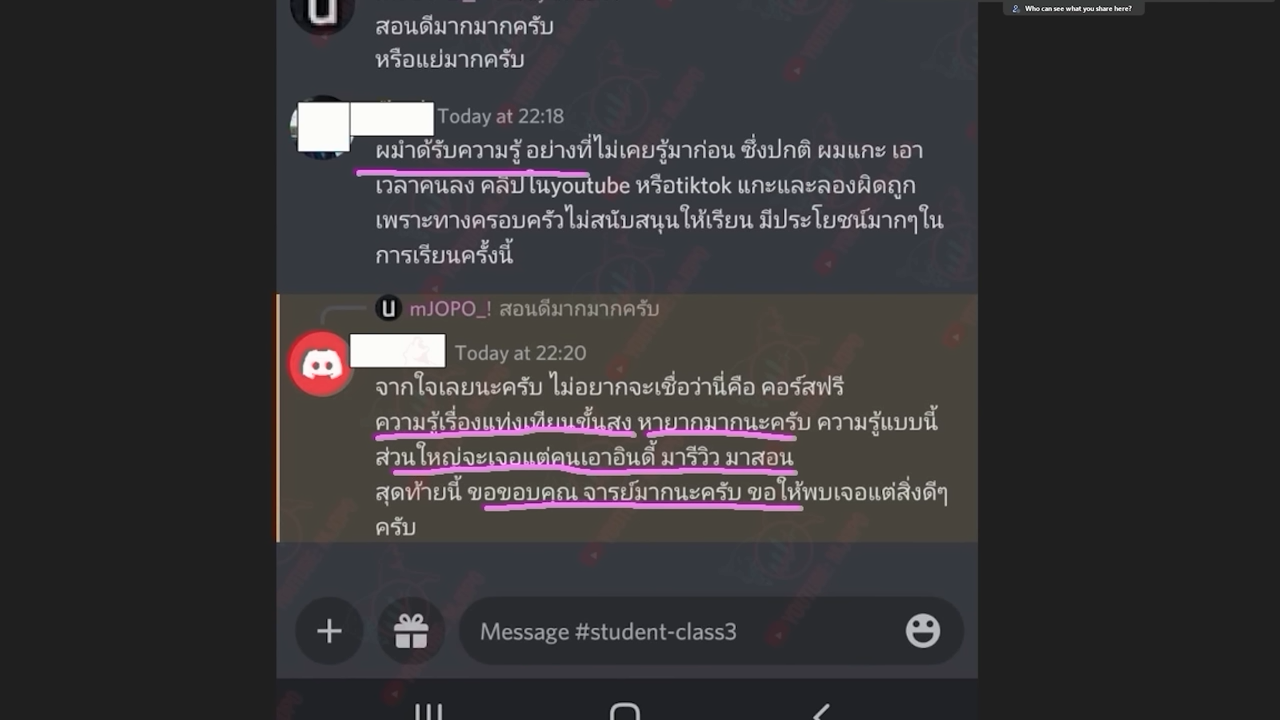 Who can see what you share here?
สอนดีมากมากครับ
หรือแย่มากครับ
Today at 22:18
ผมำด้รับความรู้ อย่างที่ไม่เคยรู้มาก่อน ซึ่งปกติ ผมแกะ เอา
เวลาคนลง คลิปในyoutube หรือtiktok แกะและลองผิดถูก
เพราะทางครอบครัวไม่สนับสนุนให้เรียน มีประโยชน์มากๆใน
การเรียนครั้งนี้
U mJOPO_! สอนดีมากมากครับ
Today at 22:20
จากใจเลยนะครับ ไม่อยากจะเชื่อว่านี่คือ คอร์สฟรี
ความรู้เรื่องแท่งเทียนขั้นสูง หายากมากนะครับ ความรู้แบบนี้
ส่วนใหญ่จะเจอแต่คนเอาอินดี้ มารีวิว มาสอน
สุดท้ายนี้ ขอขอบคุณ จารย์มากนะครับ ขอให้พบเจอแต่สิ่งดีๆ
ครับ
Message #student-class3